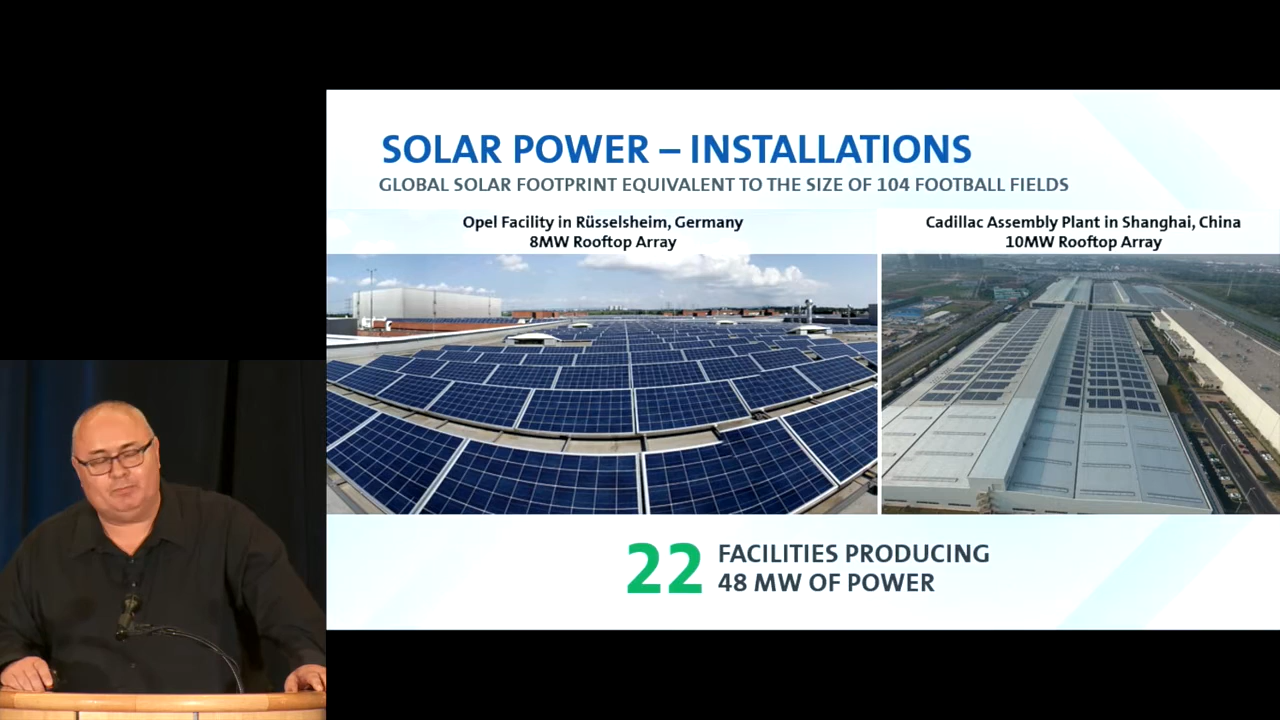 SOLAR POWER – INSTALLATIONS
GLOBAL SOLAR FOOTPRINT EQUIVALENT TO THE SIZE OF 104 FOOTBALL FIELDS
Opel Facility in Rüsselsheim, Germany
8MW Rooftop Array
Cadillac Assembly Plant in Shanghai, China
10MW Rooftop Array
22 FACILITIES PRODUCING
48 MW OF POWER